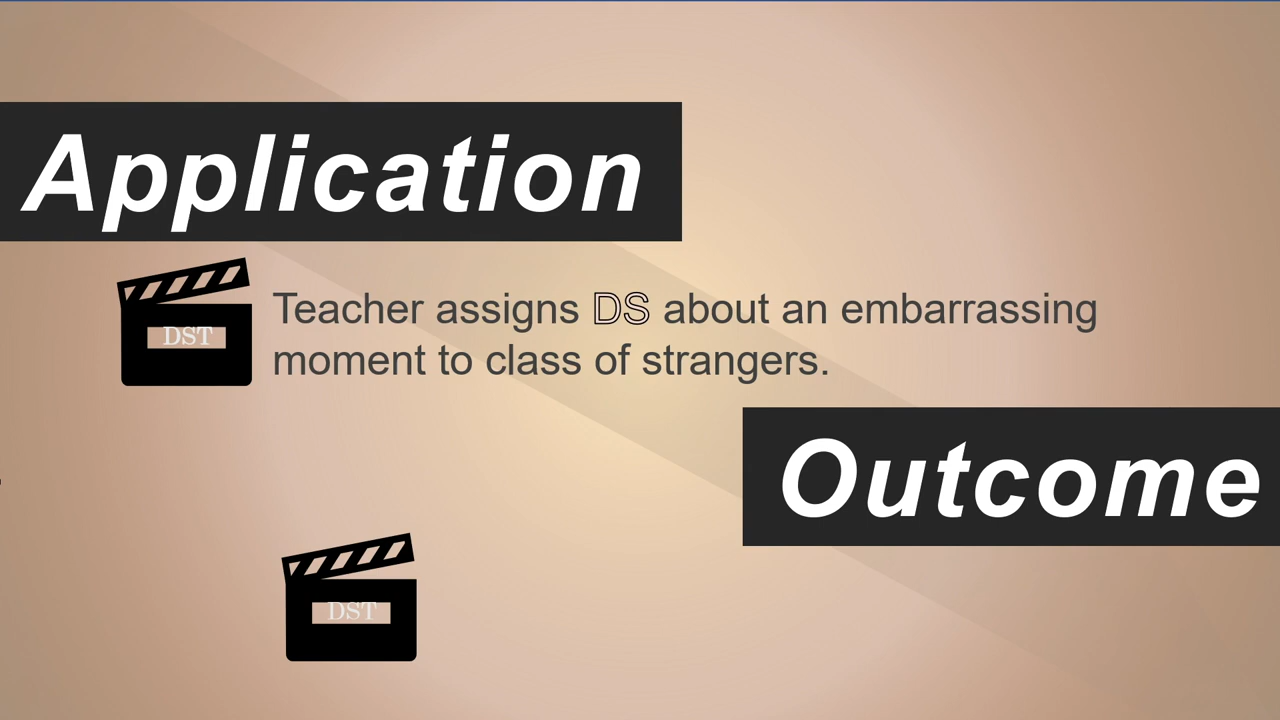 Application
DST
Teacher assigns DS about an embarrassing
moment to class of strangers.
Outcome
DST